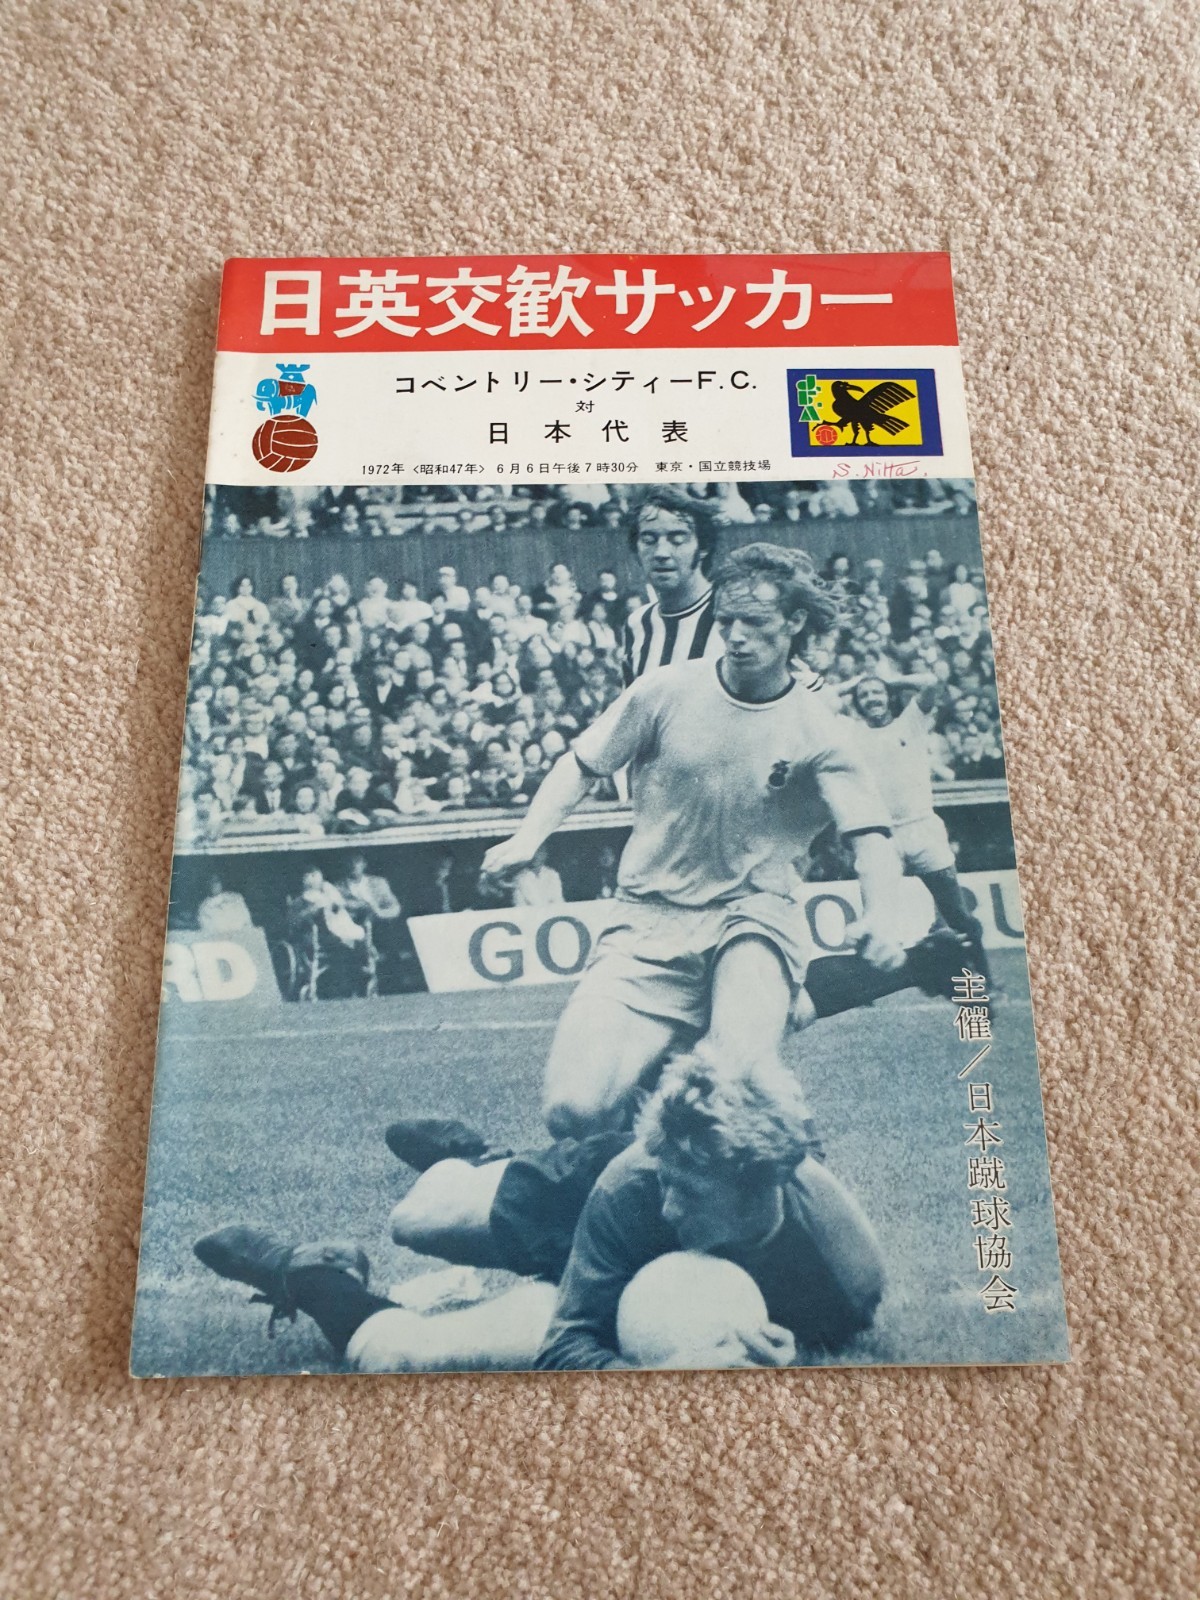 日英交歓サッカー
コベントリー・シティーF.C.
対
日本代表
1972年〈昭和47年〉6月6日午後7時30分 東京・国立競技場
J.F.A.
S. Nitta.
RD
GO
主催／日本蹴球協会